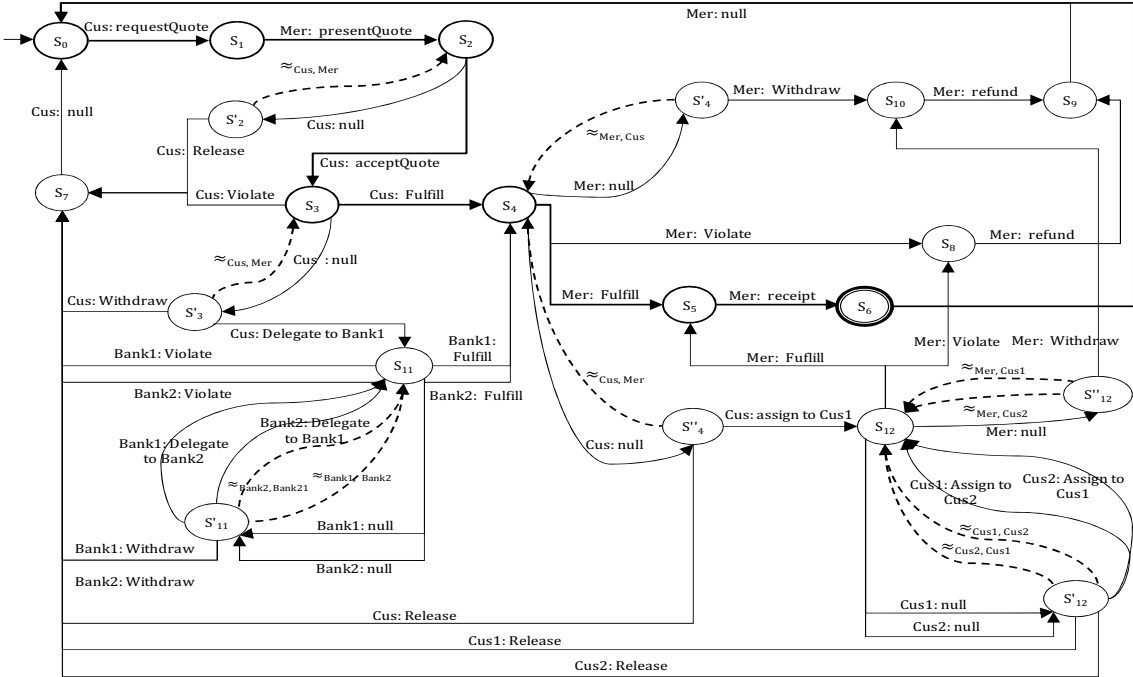 Mer: null
Cus: requestQuote
Mer: presentQuote
S0
S1
S2
≈Cus, Mer
S'2
Cus: null
Cus: null
Cus: Release
Cus: acceptQuote
S'4
Mer: Withdraw
S10
Mer: refund
S9
≈Mer, Cus
Mer: null
S7
Cus: Violate
S3
Cus: Fulfill
S4
Mer: Violate
S8
Mer: refund
≈Cus, Mer
Cus : null
Cus: Withdraw
S'3
Mer: Fulfill
S5
Mer: receipt
S6
Cus: Delegate to Bank1
Bank1:
Fulfill
Bank1: Violate
S11
Mer: Fuflill
Mer: Violate
Mer: Withdraw
Bank2: Violate
Bank2: Fulfill
≈Cus, Mer
≈Mer, Cus1
≈Mer, Cus2
S''12
Mer: null
Bank2: Delegate
to Bank1
Bank1: Delegate
to Bank2
S''4
Cus: assign to Cus1
S12
Cus: null
≈Bank2, Bank21
≈Bank1, Bank2
Cus1: Assign to
Cus2
Cus2: Assign to
Cus1
S'11
Bank1: null
≈Cus1, Cus2
≈Cus2, Cus1
Bank1: Withdraw
Bank2: null
Bank2: Withdraw
S'12
Cus: Release
Cus1: null
Cus2: null
Cus1: Release
Cus2: Release